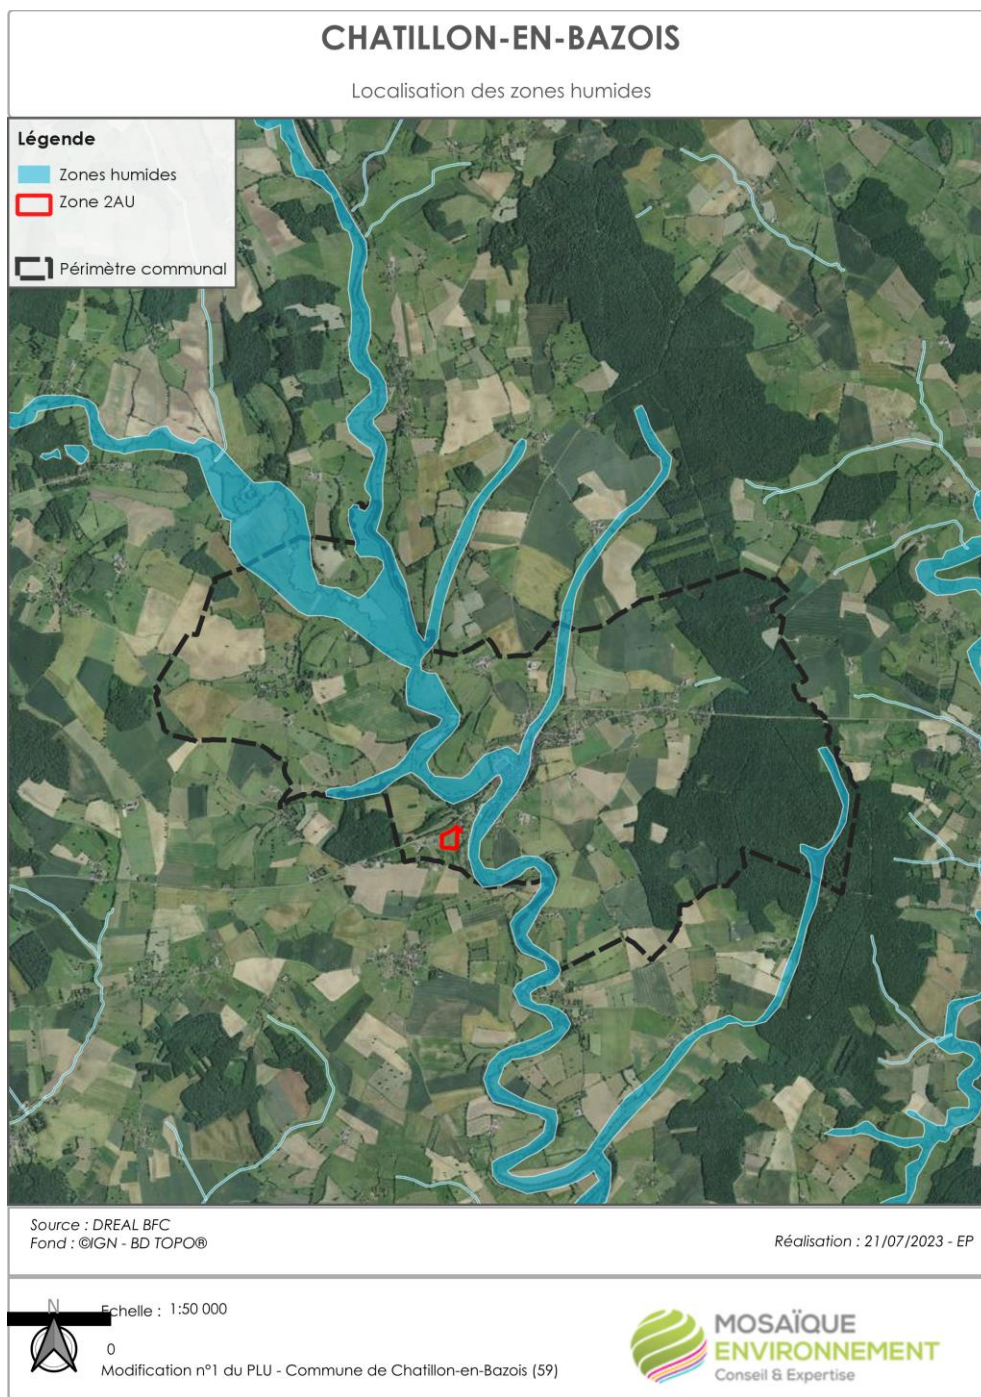 CHATILLON-EN-BAZOIS
Localisation des zones humides
Légende
Zones humides
Zone 2AU
Périmètre communal
Source : DREAL BFC
Fond : ©IGN - BD TOPO®
Réalisation : 21/07/2023 - EP
N
Echelle : 1:50 000
0
Modification n°1 du PLU - Commune de Chatillon-en-Bazois (59)
MOSAÏQUE
ENVIRONNEMENT
Conseil & Expertise